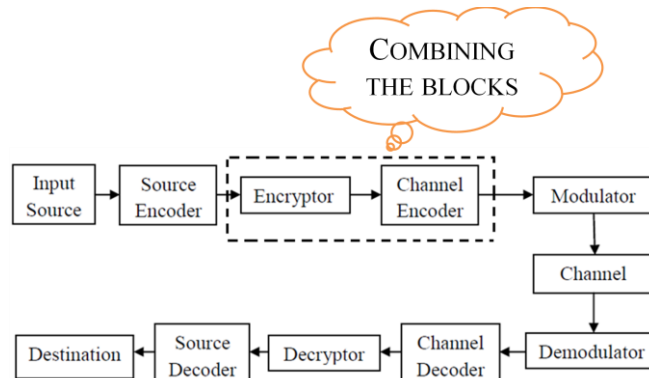 COMBINING
THE BLOCKS
Input
Source
Source
Encoder
Encryptor
Channel
Encoder
Modulator
Channel
Destination
Source
Decoder
Decryptor
Channel
Decoder
Demodulator